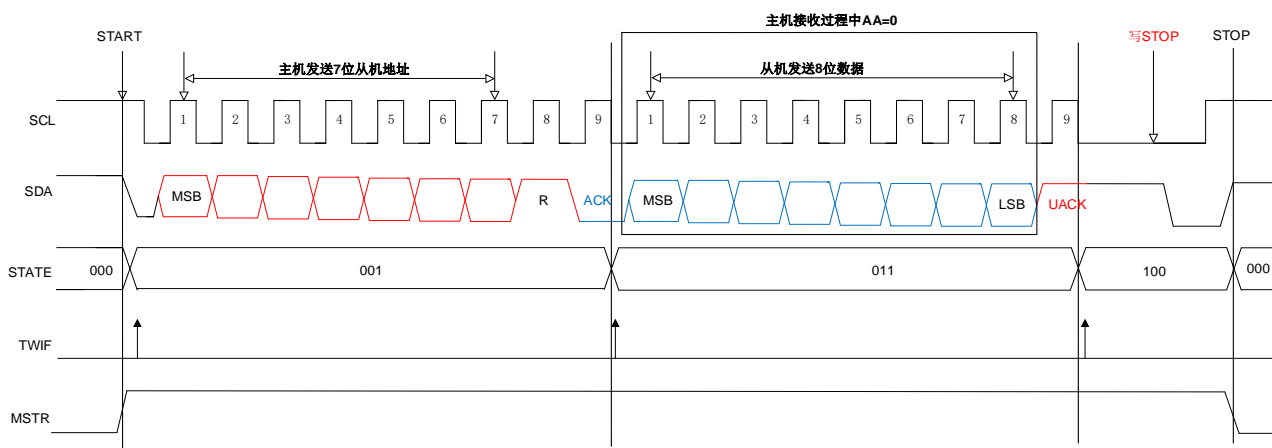 主机接收过程中AA=0
START
写STOP
STOP
主机发送7位从机地址
从机发送8位数据
SCL
1 2 3 4 5 6 7 8 9 1 2 3 4 5 6 7 8 9
SDA
MSB R ACK MSB LSB UACK
STATE 000 001 011 100 000
TWIF
MSTR